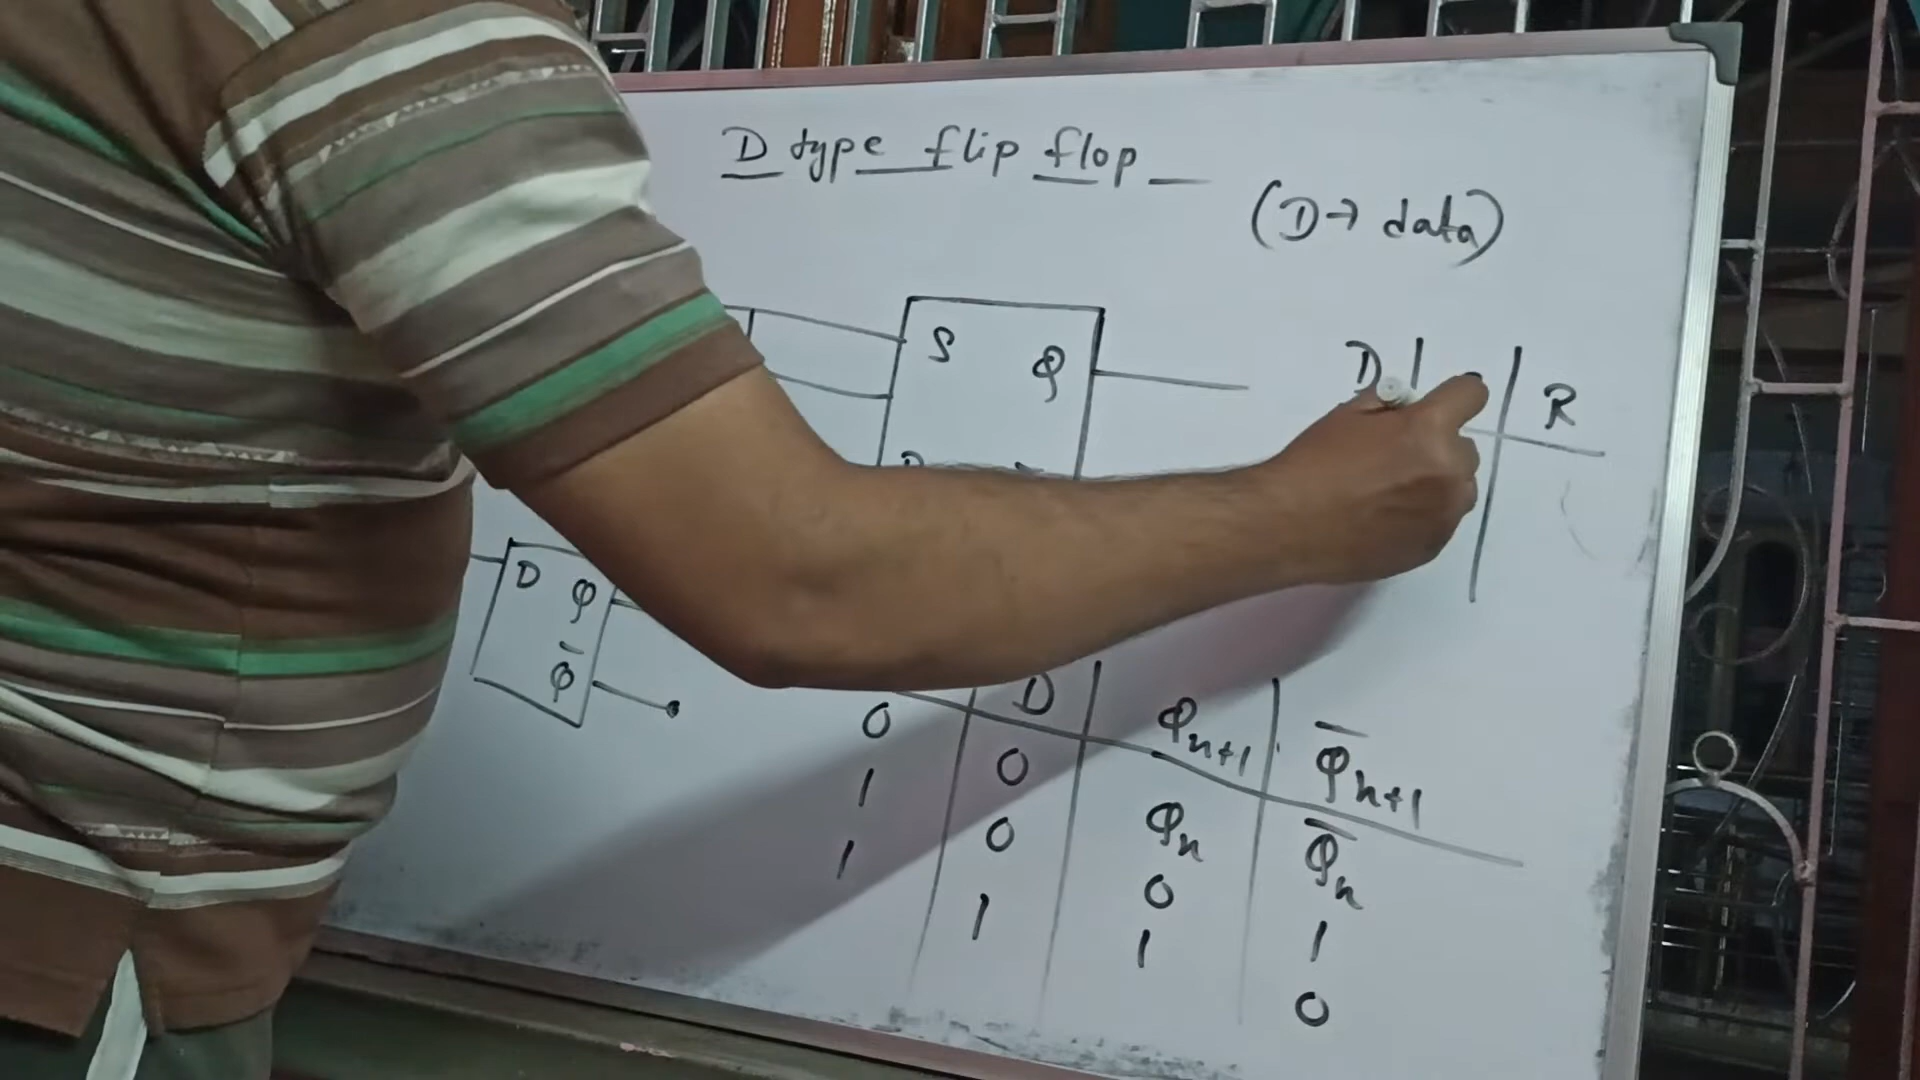 D type flip flop
(D → data)
S Q
D R
D Q
Q̅
D Qn+1 Q̅n+1
0 0 Qn Q̅n
1 0 0 1
1 1 1 0